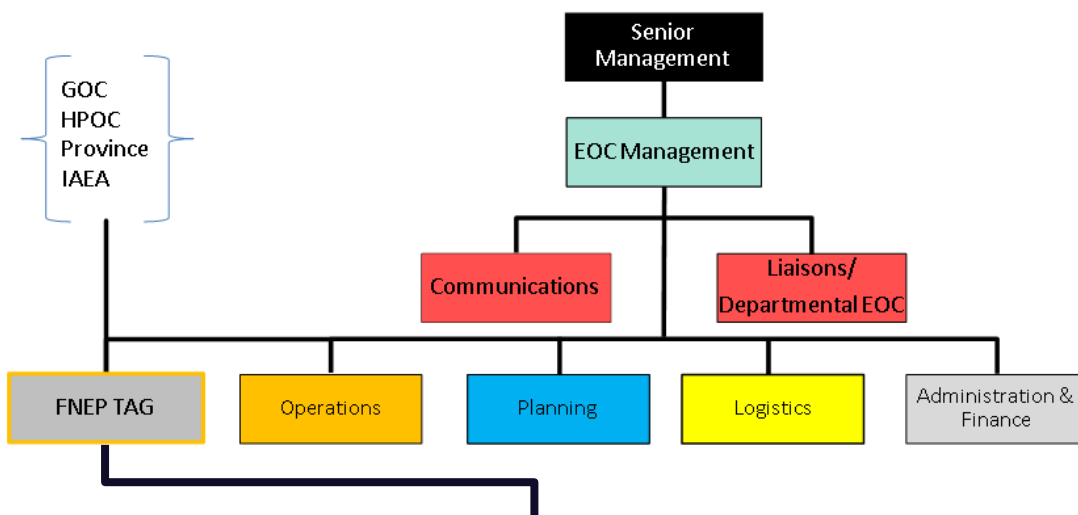 Senior
Management
GOC
HPOC
Province
IAEA
EOC Management
Communications
Liaisons/
Departmental EOC
FNEP TAG
Operations
Planning
Logistics
Administration &
Finance